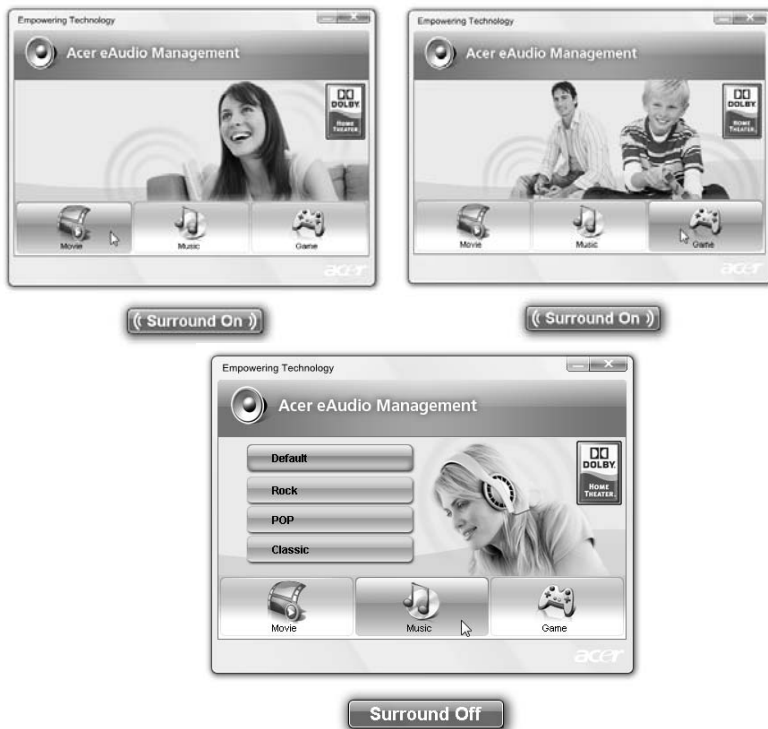 Empowering Technology
Acer eAudio Management
DOLBY
HOME THEATER
Movie
Music
Game
acer
Surround On
Empowering Technology
Acer eAudio Management
DOLBY
HOME THEATER
Movie
Music
Game
acer
Surround On
Empowering Technology
Acer eAudio Management
Default
Rock
POP
Classic
DOLBY
HOME THEATER
Movie
Music
Game
acer
Surround Off